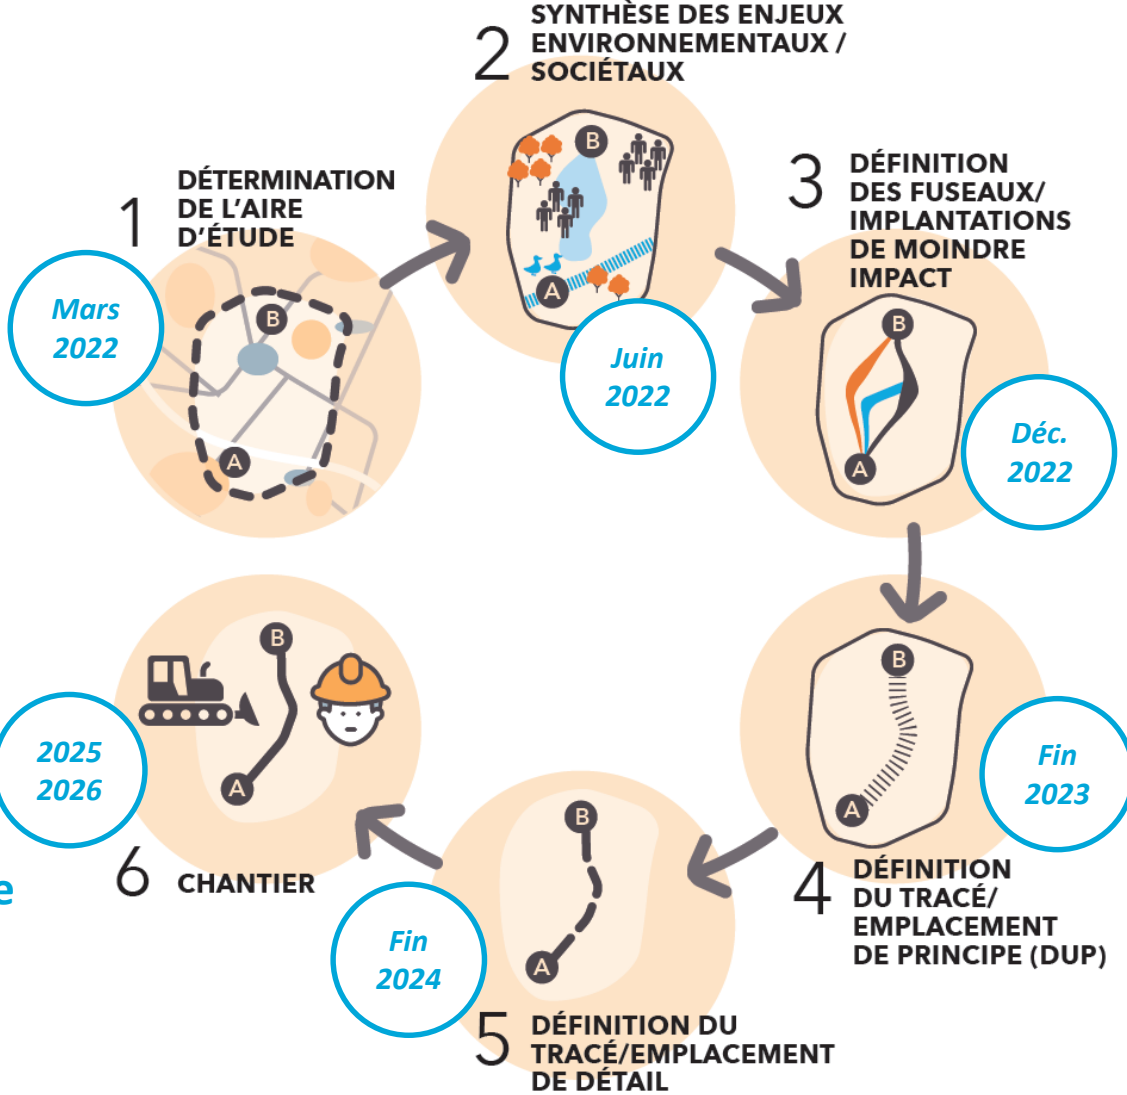 1
DÉTERMINATION
DE L’AIRE
D’ÉTUDE
B
A
Mars
2022
2
SYNTHÈSE DES ENJEUX
ENVIRONNEMENTAUX /
SOCIÉTAUX
B
A
Juin
2022
3
DÉFINITION
DES FUSEAUX/
IMPLANTATIONS
DE MOINDRE
IMPACT
B
A
Déc.
2022
B
A
Fin
2023
4
DÉFINITION
DU TRACÉ/
EMPLACEMENT
DE PRINCIPE (DUP)
B
A
Fin
2024
5
DÉFINITION DU
TRACÉ/EMPLACEMENT
DE DÉTAIL
B
A
2025
2026
6
CHANTIER
e